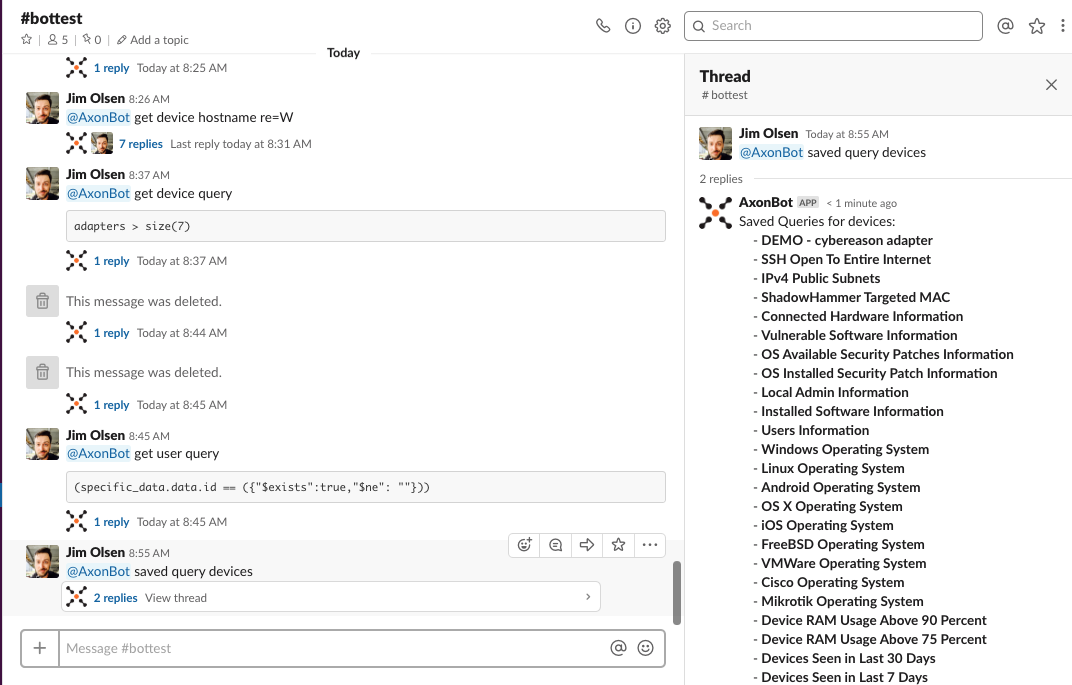 #bottest
5
0
Add a topic
Search
Today
1 reply Today at 8:25 AM
Jim Olsen 8:26 AM
@AxonBot get device hostname re=W
7 replies Last reply today at 8:31 AM
Jim Olsen 8:37 AM
@AxonBot get device query
adapters > size(7)
1 reply Today at 8:37 AM
This message was deleted.
1 reply Today at 8:44 AM
This message was deleted.
1 reply Today at 8:45 AM
Jim Olsen 8:45 AM
@AxonBot get user query
(specific_data.data.id == ({"$exists":true,"$ne": ""}))
1 reply Today at 8:45 AM
Jim Olsen 8:55 AM
@AxonBot saved query devices
2 replies View thread
Message #bottest
Thread
# bottest
Jim Olsen Today at 8:55 AM
@AxonBot saved query devices
2 replies
AxonBot APP < 1 minute ago
Saved Queries for devices:
- DEMO - cybereason adapter
- SSH Open To Entire Internet
- IPv4 Public Subnets
- ShadowHammer Targeted MAC
- Connected Hardware Information
- Vulnerable Software Information
- OS Available Security Patches Information
- OS Installed Security Patch Information
- Local Admin Information
- Installed Software Information
- Users Information
- Windows Operating System
- Linux Operating System
- Android Operating System
- OS X Operating System
- iOS Operating System
- FreeBSD Operating System
- VMWare Operating System
- Cisco Operating System
- Mikrotik Operating System
- Device RAM Usage Above 90 Percent
- Device RAM Usage Above 75 Percent
- Devices Seen in Last 30 Days
- Devices Seen in Last 7 Days